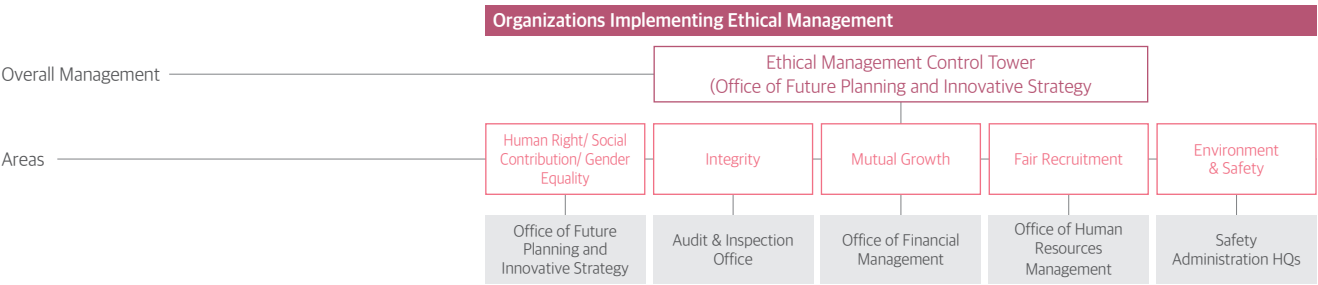 Organizations Implementing Ethical Management
Overall Management
Ethical Management Control Tower
(Office of Future Planning and Innovative Strategy
Areas
Human Right/ Social
Contribution/ Gender
Equality
Integrity
Mutual Growth
Fair Recruitment
Environment
& Safety
Office of Future
Planning and
Innovative Strategy
Audit & Inspection
Office
Office of Financial
Management
Office of Human
Resources
Management
Safety
Administration HQs